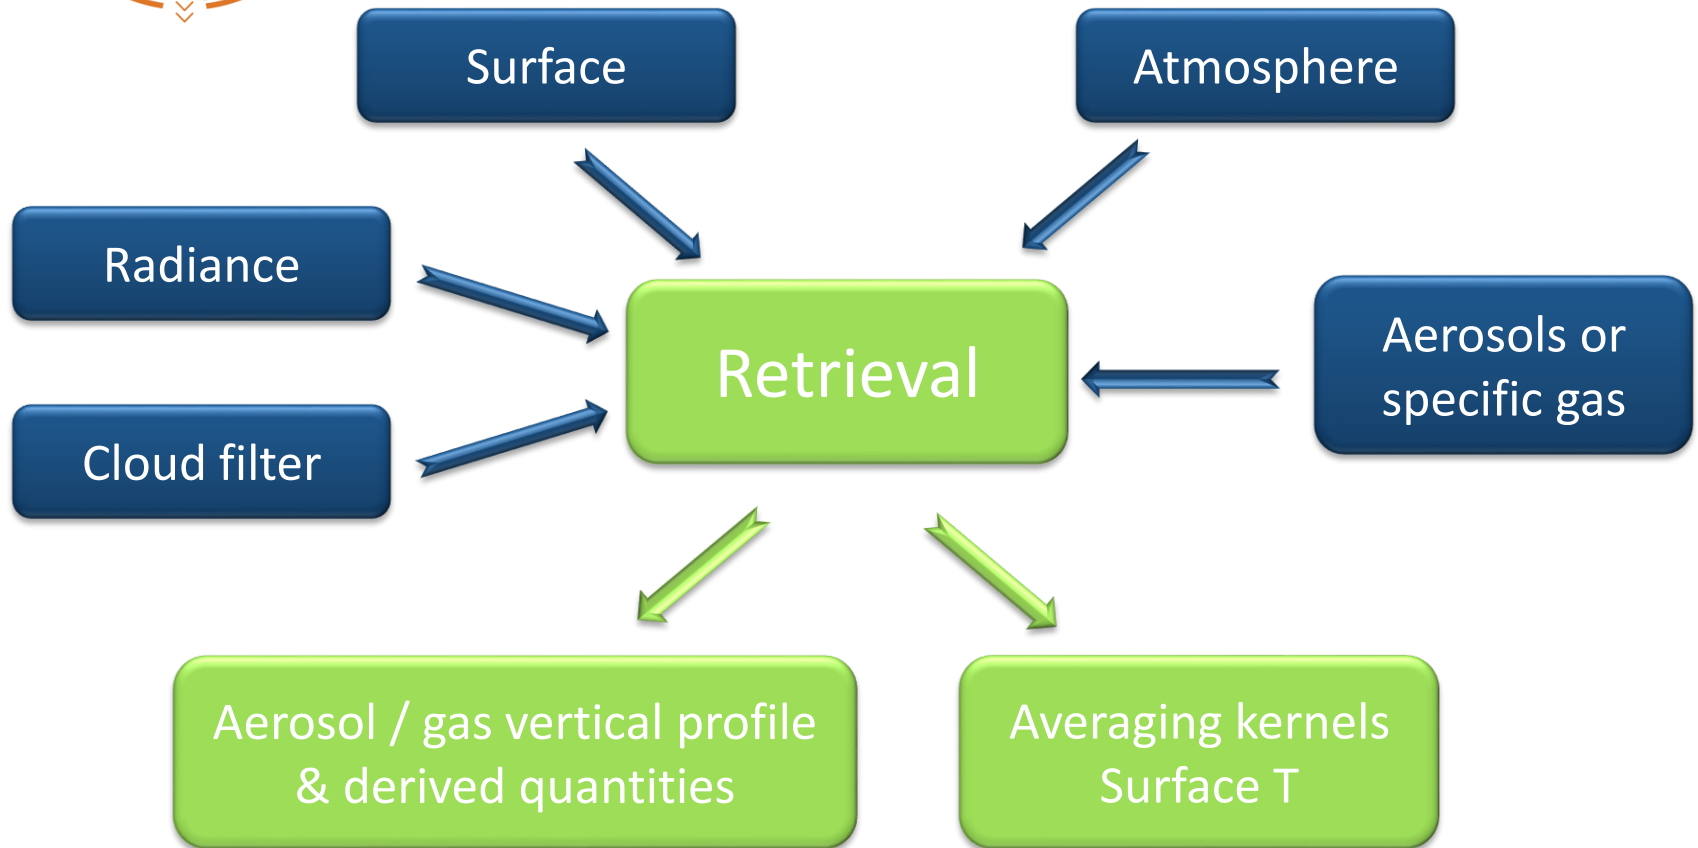 Surface
Atmosphere
Radiance
Aerosols or
specific gas
Retrieval
Cloud filter
Aerosol / gas vertical profile
& derived quantities
Averaging kernels
Surface T